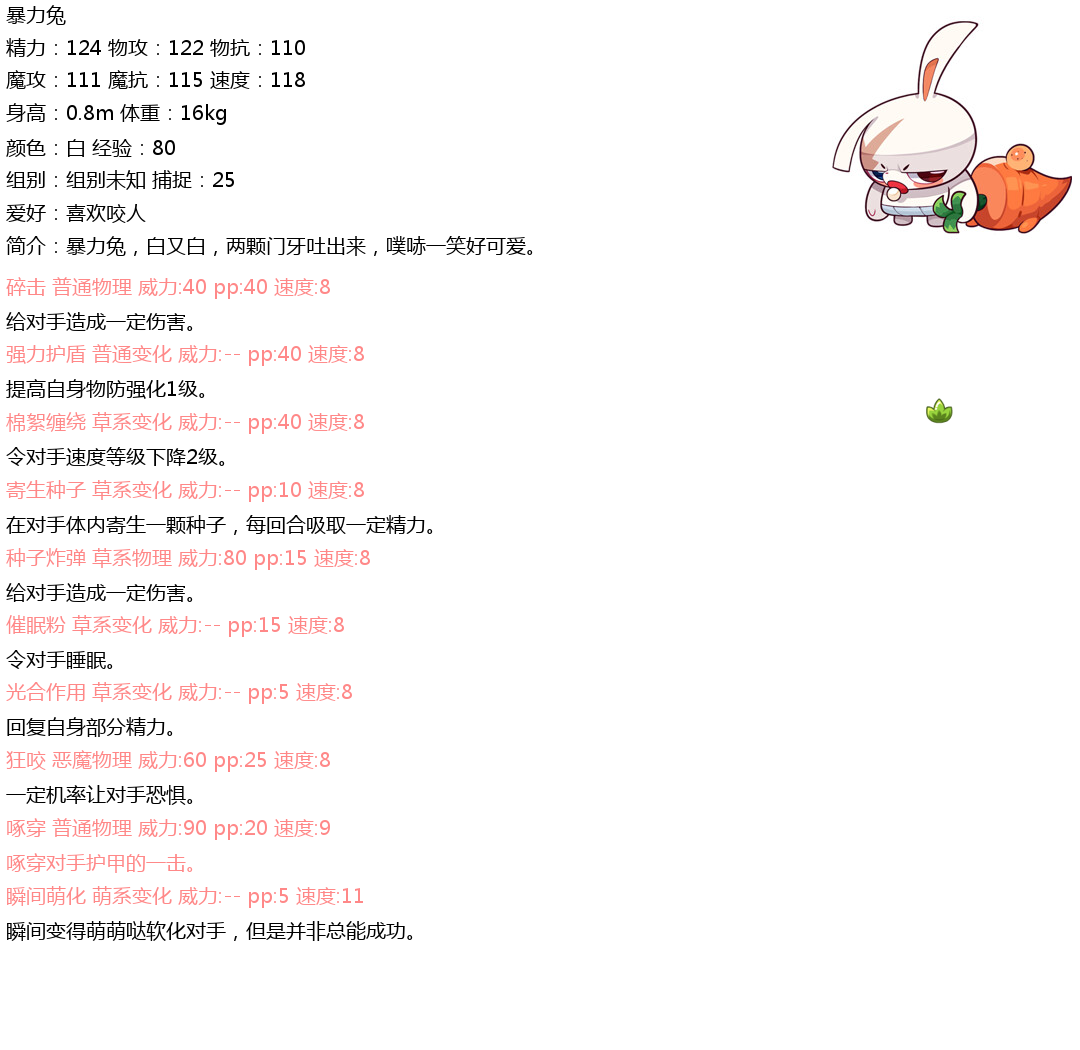 暴力兔
精力：124 物攻：122 物抗：110
魔攻：111 魔抗：115 速度：118
身高：0.8m 体重：16kg
颜色：白 经验：80
组别：组别未知 捕捉：25
爱好：喜欢咬人
简介：暴力兔，白又白，两颗门牙吐出来，噗哧一笑好可爱。
碎击 普通物理 威力:40 pp:40 速度:8
给对手造成一定伤害。
强力护盾 普通变化 威力:-- pp:40 速度:8
提高自身物防强化1级。
棉絮缠绕 草系变化 威力:-- pp:40 速度:8
令对手速度等级下降2级。
寄生种子 草系变化 威力:-- pp:10 速度:8
在对手体内寄生一颗种子，每回合吸取一定精力。
种子炸弹 草系物理 威力:80 pp:15 速度:8
给对手造成一定伤害。
催眠粉 草系变化 威力:-- pp:15 速度:8
令对手睡眠。
光合作用 草系变化 威力:-- pp:5 速度:8
回复自身部分精力。
狂咬 恶魔物理 威力:60 pp:25 速度:8
一定机率让对手恐惧。
啄穿 普通物理 威力:90 pp:20 速度:9
啄穿对手护甲的一击。
瞬间萌化 萌系变化 威力:-- pp:5 速度:11
瞬间变得萌萌哒软化对手，但是并非总能成功。